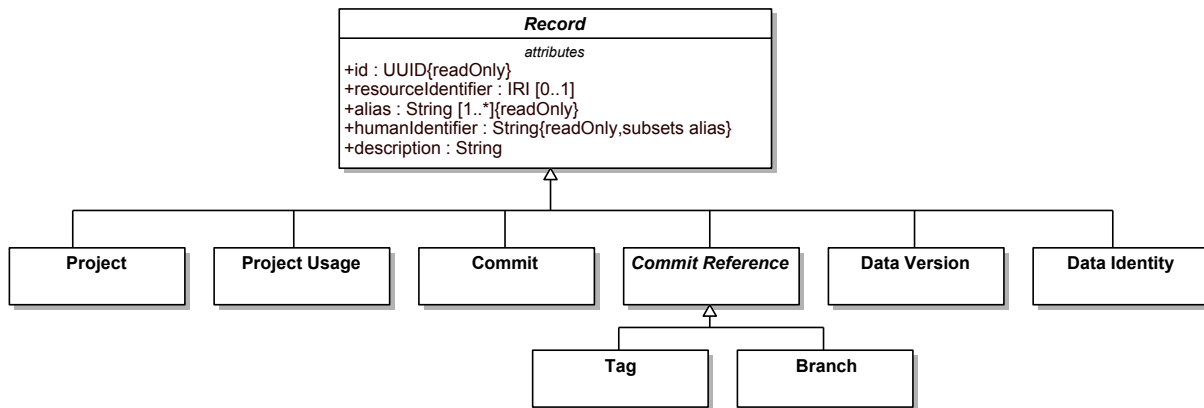 Record
attributes
+id : UUID{readOnly}
+resourceIdentifier : IRI [0..1]
+alias : String [1..*]{readOnly}
+humanIdentifier : String{readOnly,subsets alias}
+description : String
Project
Project Usage
Commit
Commit Reference
Data Version
Data Identity
Tag
Branch